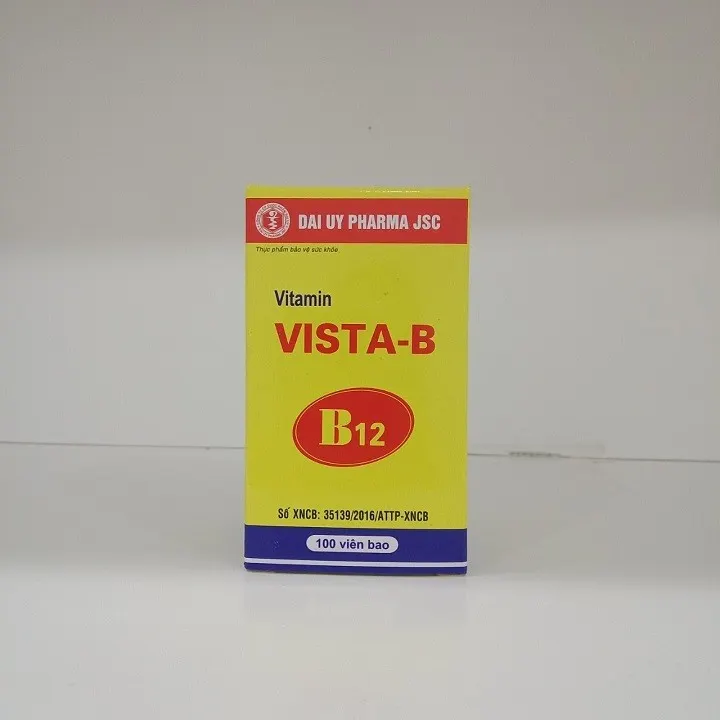 DAI UY PHARMA JSC
Thực phẩm bảo vệ sức khỏe
Vitamin
VISTA-B
B12
Số XNCB: 35139/2016/ATTP-XNCB
100 viên bao